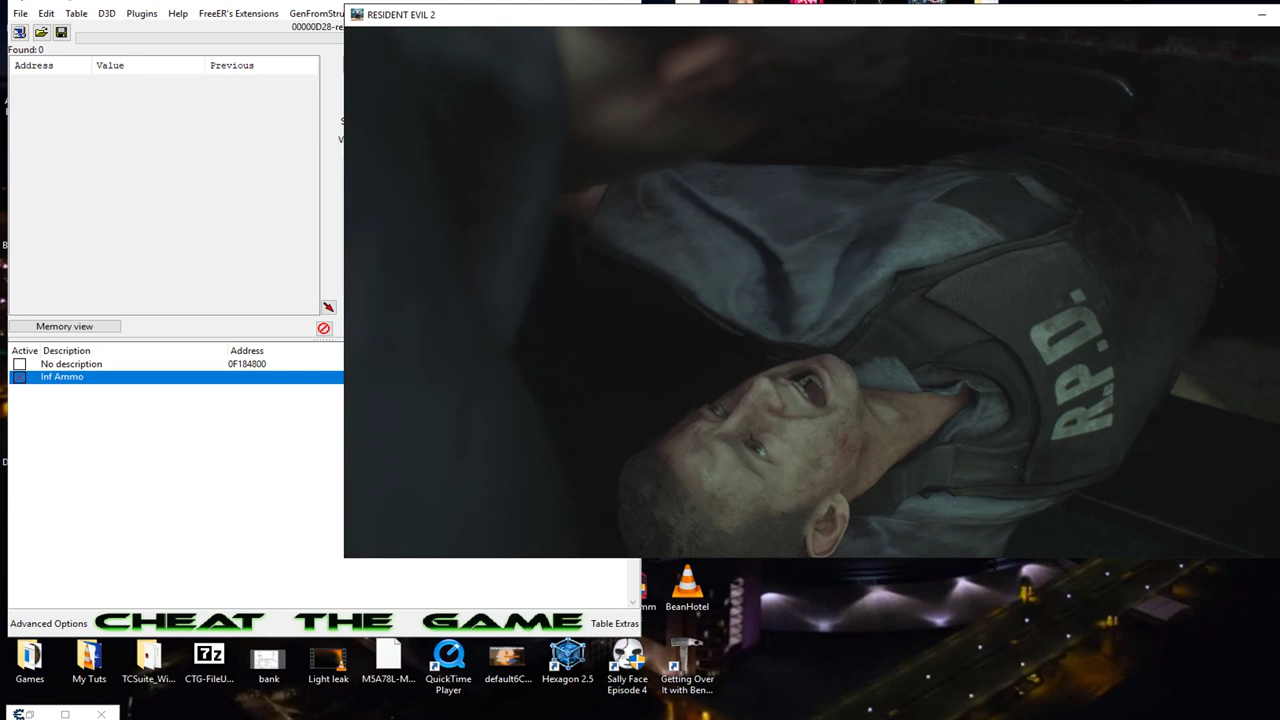 File Edit Table D3D Plugins Help FreeER's Extensions GenFromStru
RESIDENT EVIL 2
00000D28-re
Found: 0
Address Value Previous
Memory view
Active Description Address
No description 0F184800
Inf Ammo
R.P.D.
Advanced Options
CHEAT THE GAME
Table Extras
mm
BeanHotel
Games
My Tuts
TCSuite_Wi...
CTG-FileU...
bank
Light leak
M5A78L-M...
QuickTime
Player
default6C...
Hexagon 2.5
Sally Face
Episode 4
Getting Over
It with Ben...
7z